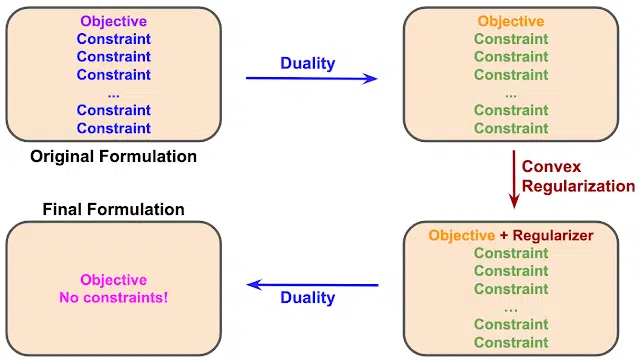 Objective
Constraint
Constraint
Constraint
...
Constraint
Constraint
Original Formulation
Duality
Objective
Constraint
Constraint
Constraint
...
Constraint
Constraint
Convex
Regularization
Objective + Regularizer
Constraint
Constraint
Constraint
...
Constraint
Constraint
Duality
Final Formulation
Objective
No constraints!